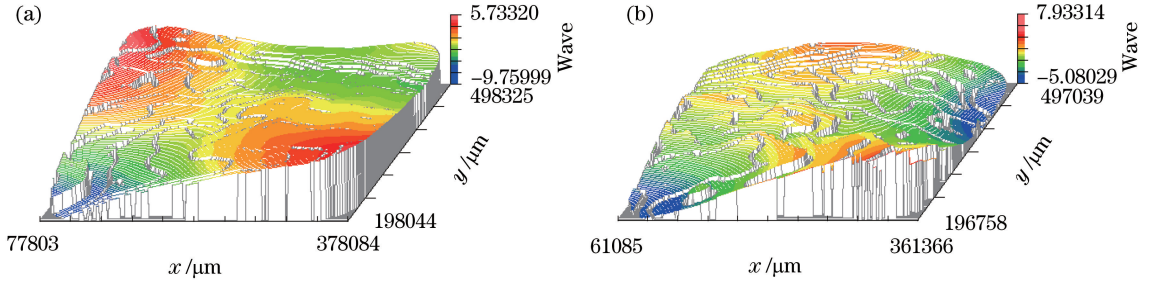 (a)
5.73320
Wave
−9.75999
498325
y/μm
198044
77803
378084
x/μm
(b)
7.93314
Wave
−5.08029
497039
y/μm
196758
61085
361366
x/μm